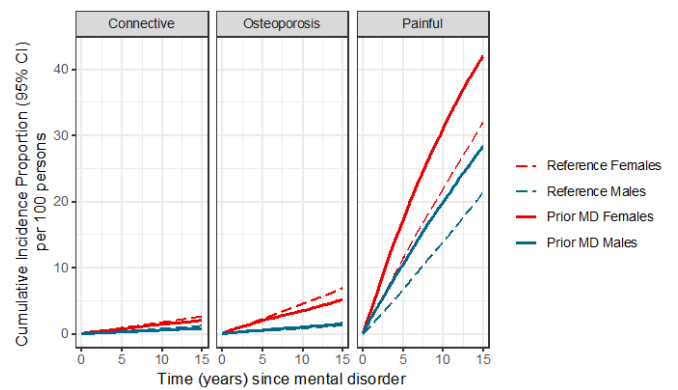 Connective
Osteoporosis
Painful
Cumulative Incidence Proportion (95% CI)
per 100 persons
40
30
20
10
0
0 5 10 15
0 5 10 15
0 5 10 15
Time (years) since mental disorder
Reference Females
Reference Males
Prior MD Females
Prior MD Males